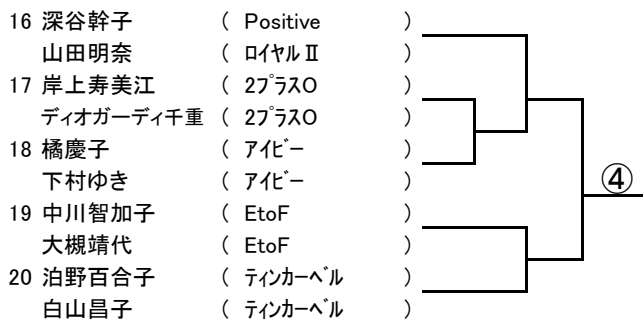 16 深谷幹子 ( Positive )
山田明奈 ( ﾛｲﾔﾙⅡ )
17 岸上寿美江 ( 2ﾌﾟﾗｽO )
ディオガーディ千重 ( 2ﾌﾟﾗｽO )
18 橘慶子 ( ｱｲﾋﾞｰ )
下村ゆき ( ｱｲﾋﾞｰ )
④
19 中川智加子 ( EtoF )
大槻靖代 ( EtoF )
20 泊野百合子 ( ﾃｨﾝｶｰﾍﾞﾙ )
白山昌子 ( ﾃｨﾝｶｰﾍﾞﾙ )